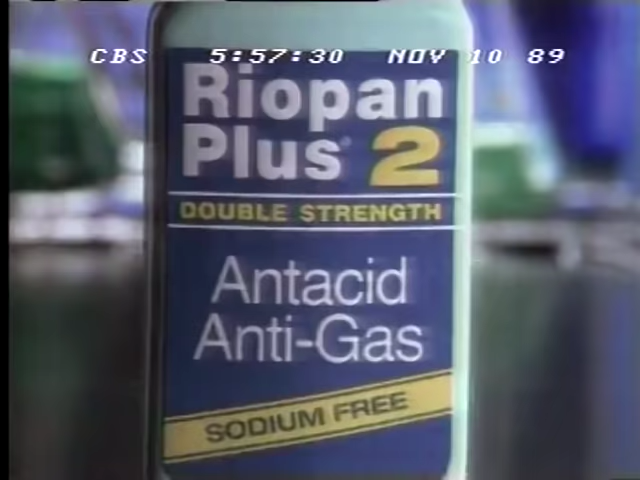 CBS 5:57:30 NOV 10 89
Riopan
Plus® 2
DOUBLE STRENGTH
Antacid
Anti-Gas
SODIUM FREE